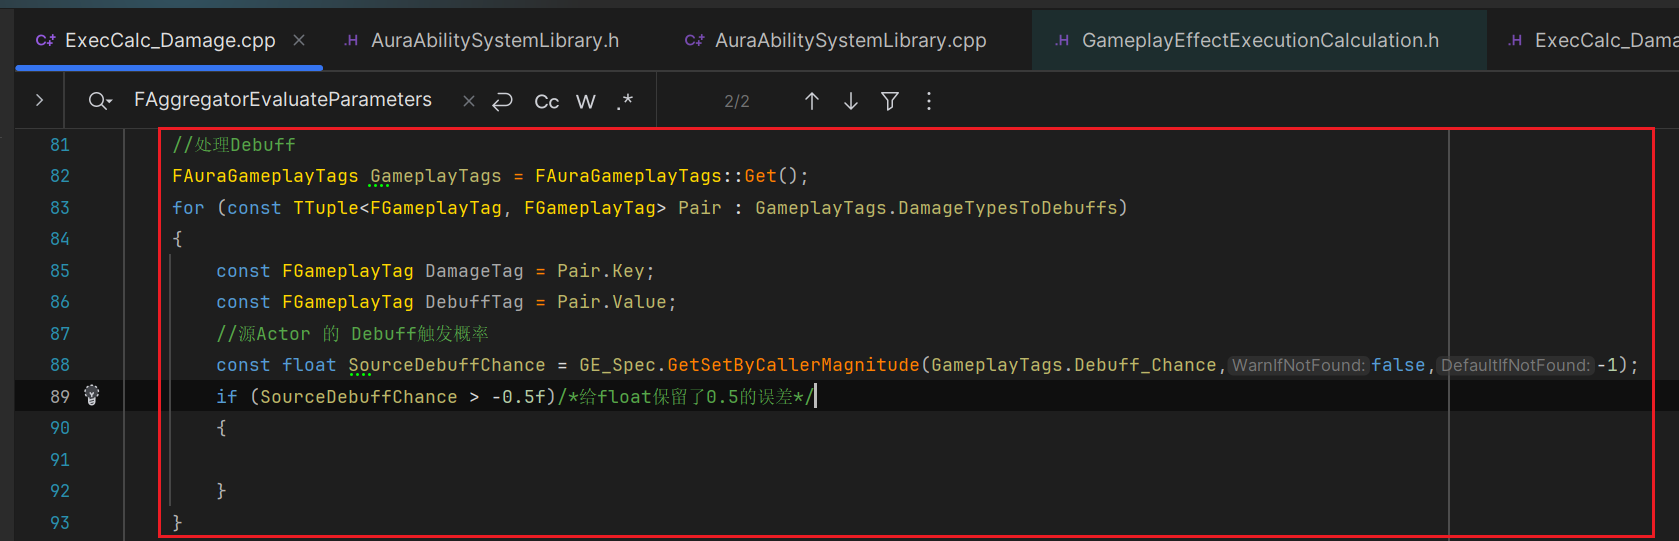 ExecCalc_Damage.cpp
.H AuraAbilitySystemLibrary.h
AuraAbilitySystemLibrary.cpp
.H GameplayEffectExecutionCalculation.h
.H ExecCalc_Dama
FAggregatorEvaluateParameters
Cc W .*
2/2
81 //处理Debuff
82 FAuraGameplayTags GameplayTags = FAuraGameplayTags::Get();
83 for (const TTuple<FGameplayTag, FGameplayTag> Pair : GameplayTags.DamageTypesToDebuffs)
84 {
85 const FGameplayTag DamageTag = Pair.Key;
86 const FGameplayTag DebuffTag = Pair.Value;
87 //源Actor 的 Debuff触发概率
88 const float SourceDebuffChance = GE_Spec.GetSetByCallerMagnitude(GameplayTags.Debuff_Chance, WarnIfNotFound: false, DefaultIfNotFound: -1);
89 if (SourceDebuffChance > -0.5f)/*给float保留了0.5的误差*/
90 {
91
92 }
93 }